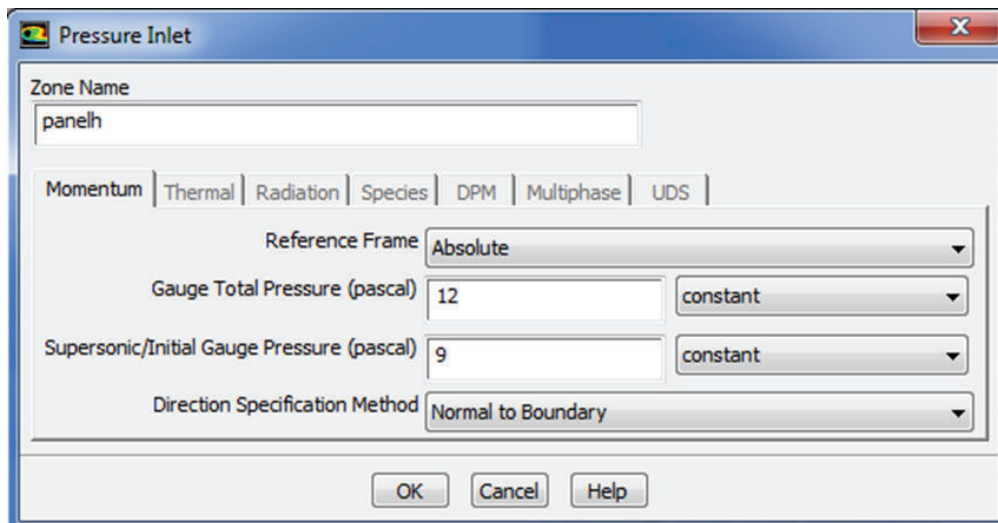 Pressure Inlet
X
Zone Name
panelh
Momentum Thermal Radiation Species DPM Multiphase UDS
Reference Frame Absolute
Gauge Total Pressure (pascal) 12 constant
Supersonic/Initial Gauge Pressure (pascal) 9 constant
Direction Specification Method Normal to Boundary
OK Cancel Help